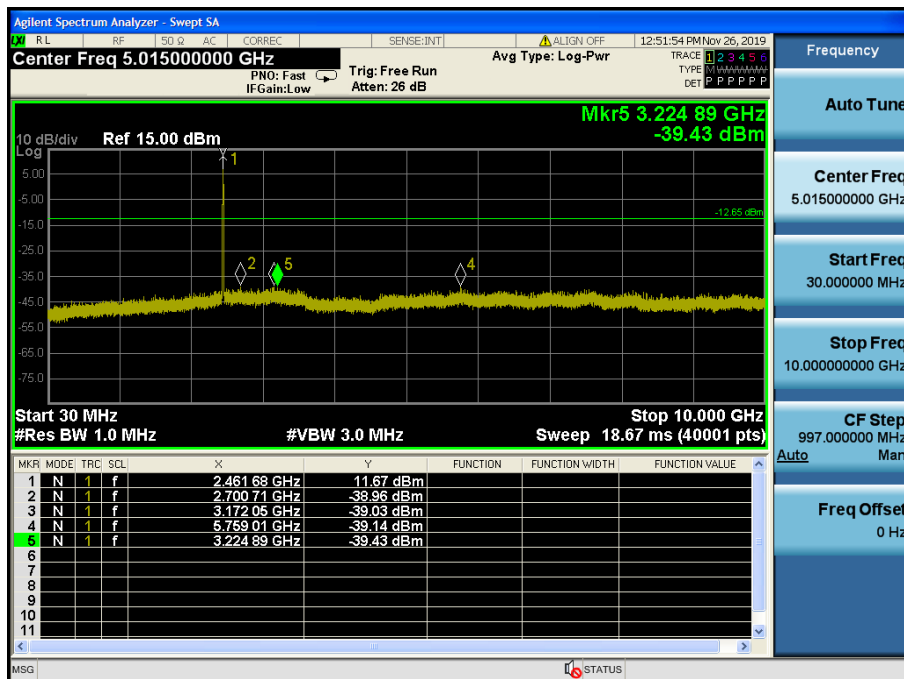 Agilent Spectrum Analyzer - Swept SA
LXI RL RF 50 Ω AC CORREC SENSE:INT ALIGN OFF 12:51:54 PM Nov 26, 2019
Center Freq 5.015000000 GHz
PNO: Fast
IFGain:Low
Trig: Free Run
Atten: 26 dB
Avg Type: Log-Pwr
TRACE 1 2 3 4 5 6
TYPE M W W W W W
DET P P P P P P
Mkr5 3.224 89 GHz
-39.43 dBm
10 dB/div
Log
Ref 15.00 dBm
1
5.00
-5.00
-12.65 dBm
-15.0
-25.0
2
5
4
-35.0
-45.0
-55.0
-65.0
-75.0
Start 30 MHz
Stop 10.000 GHz
#Res BW 1.0 MHz
#VBW 3.0 MHz
Sweep 18.67 ms (40001 pts)
MKR MODE TRC SCL X Y FUNCTION FUNCTION WIDTH FUNCTION VALUE
1 N 1 f 2.461 68 GHz 11.67 dBm
2 N 1 f 2.700 71 GHz -38.96 dBm
3 N 1 f 3.172 05 GHz -39.03 dBm
4 N 1 f 5.759 01 GHz -39.14 dBm
5 N 1 f 3.224 89 GHz -39.43 dBm
6
7
8
9
10
11
MSG
STATUS
Frequency
Auto Tune
Center Freq
5.015000000 GHz
Start Freq
30.000000 MHz
Stop Freq
10.000000000 GHz
CF Step
997.000000 MHz
Auto Man
Freq Offset
0 Hz